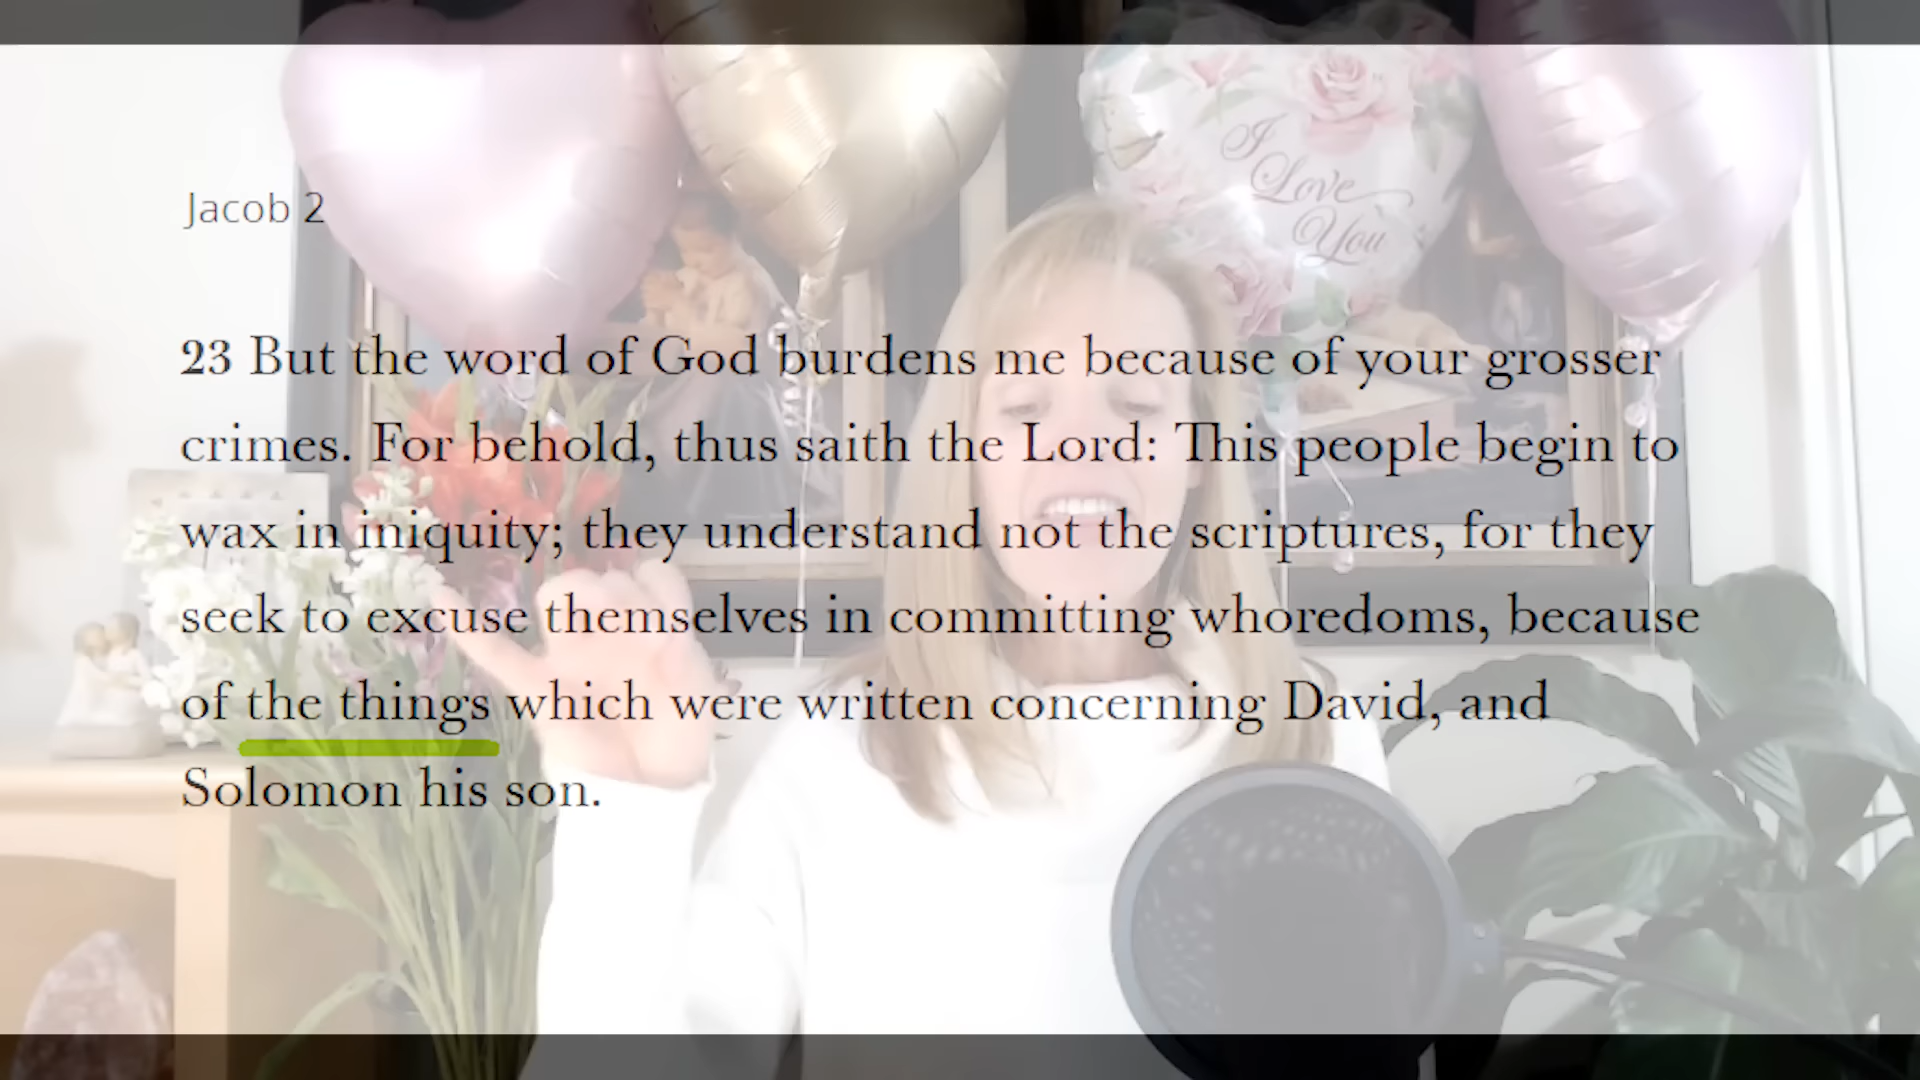 I
Love
You
Jacob 2
23 But the word of God burdens me because of your grosser
crimes. For behold, thus saith the Lord: This people begin to
wax in iniquity; they understand not the scriptures, for they
seek to excuse themselves in committing whoredoms, because
of the things which were written concerning David, and
Solomon his son.